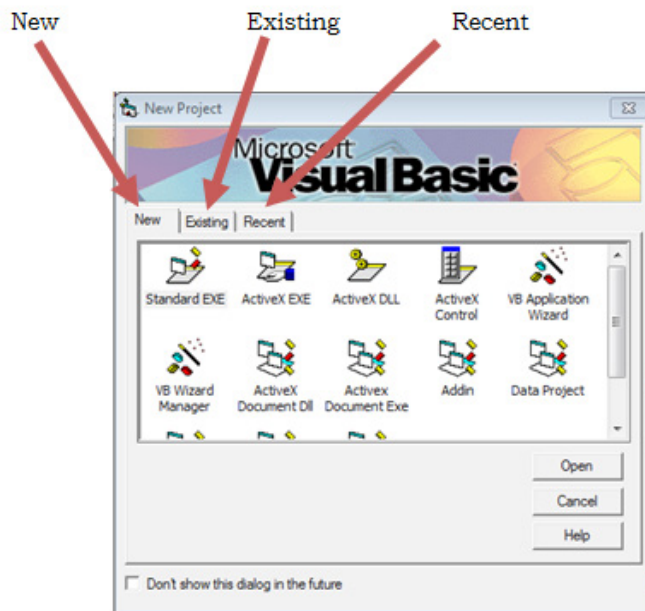 New Existing Recent
New Project
Microsoft
Visual Basic
New Existing Recent
Standard EXE ActiveX EXE ActiveX DLL ActiveX Control VB Application Wizard
VB Wizard Manager ActiveX Document Dll Activex Document Exe Addin Data Project
Open
Cancel
Help
Don't show this dialog in the future